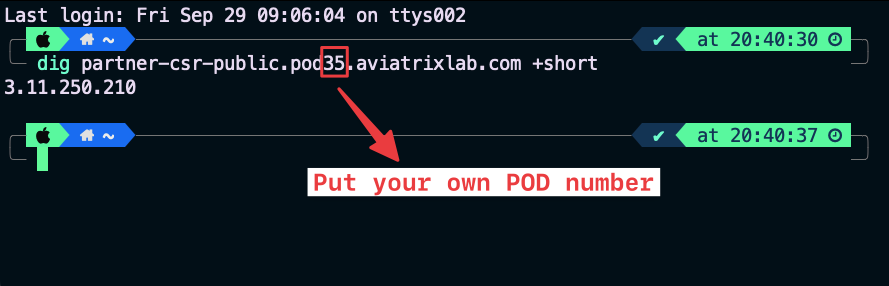 Last login: Fri Sep 29 09:06:04 on ttys002
~ ✔ at 20:40:30
dig partner-csr-public.pod35.aviatrixlab.com +short
3.11.250.210
~ ✔ at 20:40:37
Put your own POD number